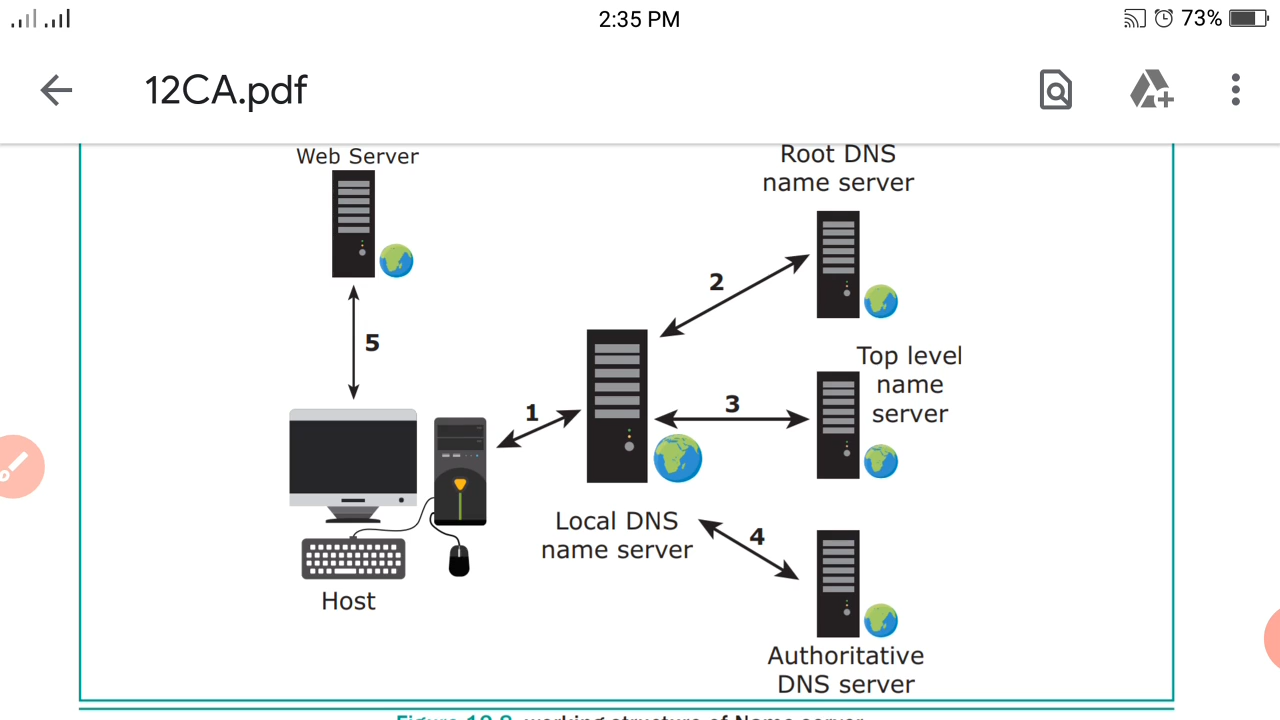 2:35 PM
73%
12CA.pdf
Web Server
Root DNS
name server
2
5
Top level
name
server
1
3
Local DNS
name server
4
Host
Authoritative
DNS server